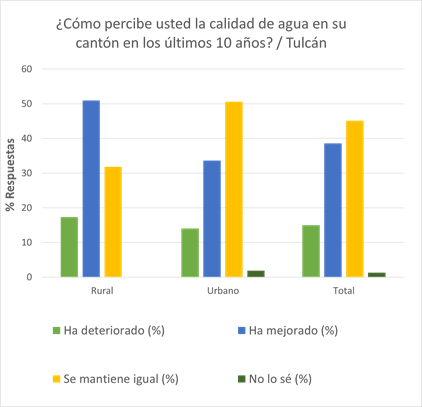 ¿Cómo percibe usted la calidad de agua en su
cantón en los últimos 10 años? / Tulcán
60
50
40
30
20
10
0
% Respuestas
Rural
Urbano
Total
Ha deteriorado (%)
Ha mejorado (%)
Se mantiene igual (%)
No lo sé (%)